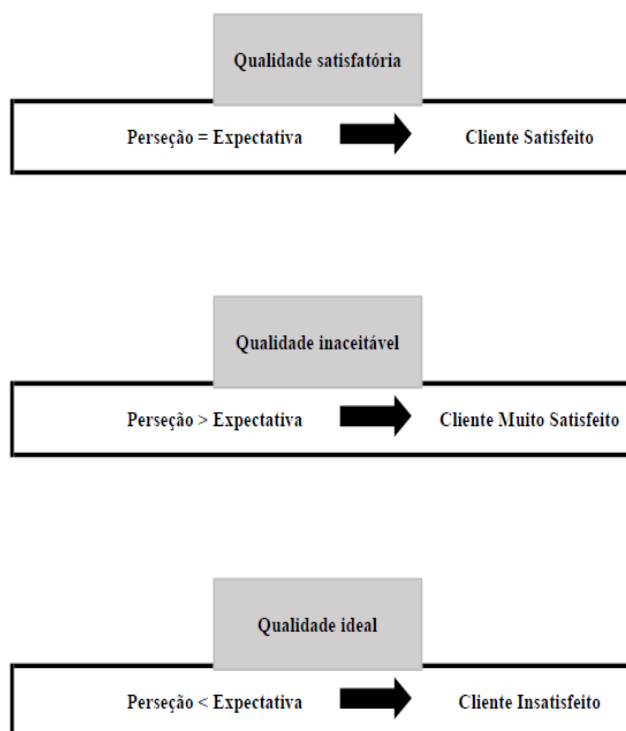 Qualidade satisfatória
Perseção = Expectativa Cliente Satisfeito
Qualidade inaceitável
Perseção > Expectativa Cliente Muito Satisfeito
Qualidade ideal
Perseção < Expectativa Cliente Insatisfeito